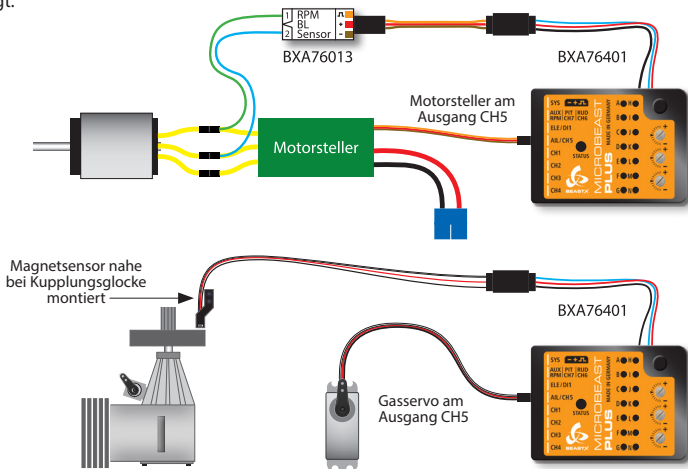 gt.
1 RPM
BL
2 Sensor
+
-
BXA76013
BXA76401
Motorsteller am
Ausgang CH5
Motorsteller
SYS - +
AUX PIT RUD
RPM CH7 CH6
ELE/DI1
AIL/CH5
CH1
CH2
CH3
CH4
STATUS
BEASTX
MICROBEAST
PLUS
MADE IN GERMANY
A H
B I
C J
D K
E L
F M
G N
Magnetsensor nahe
bei Kupplungsglocke
montiert
BXA76401
Gasservo am
Ausgang CH5
SYS - +
AUX PIT RUD
RPM CH7 CH6
ELE/DI1
AIL/CH5
CH1
CH2
CH3
CH4
STATUS
BEASTX
MICROBEAST
PLUS
MADE IN GERMANY
A H
B I
C J
D K
E L
F M
G N